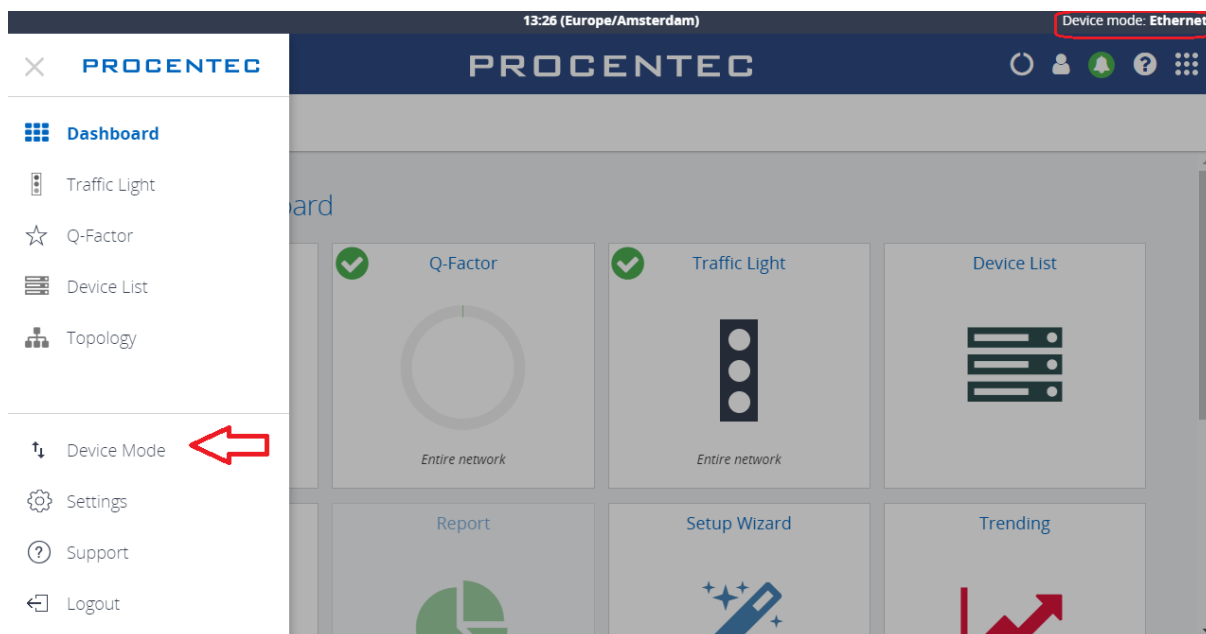 13:26 (Europe/Amsterdam)
Device mode: Ethernet
PROCENTEC
PROCENTEC
Dashboard
Traffic Light
Q-Factor
Device List
Topology
Device Mode
Settings
Support
Logout
ard
Q-Factor
Entire network
Traffic Light
Entire network
Device List
Report
Setup Wizard
Trending